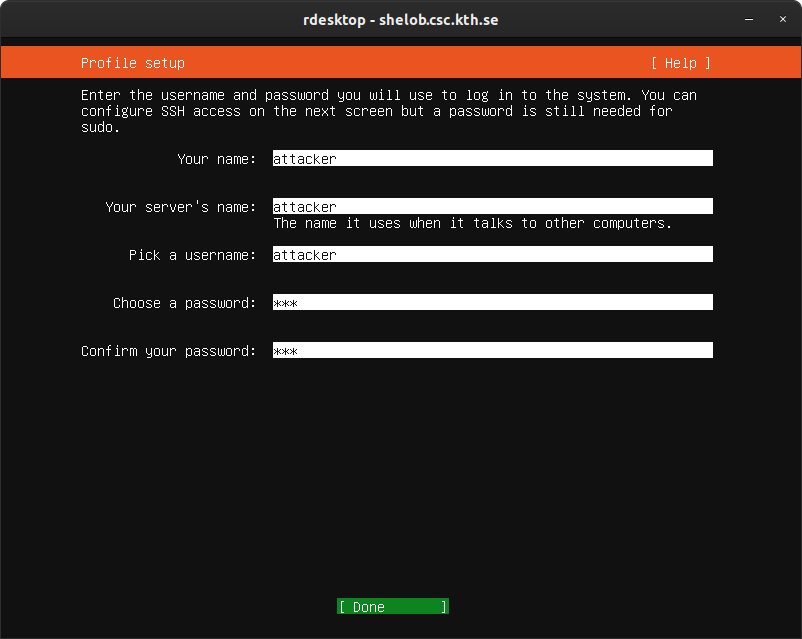 rdesktop - shelob.csc.kth.se
Profile setup [ Help ]
Enter the username and password you will use to log in to the system. You can
configure SSH access on the next screen but a password is still needed for
sudo.
Your name: attacker
Your server's name: attacker
The name it uses when it talks to other computers.
Pick a username: attacker
Choose a password: ***
Confirm your password: ***
[ Done ]